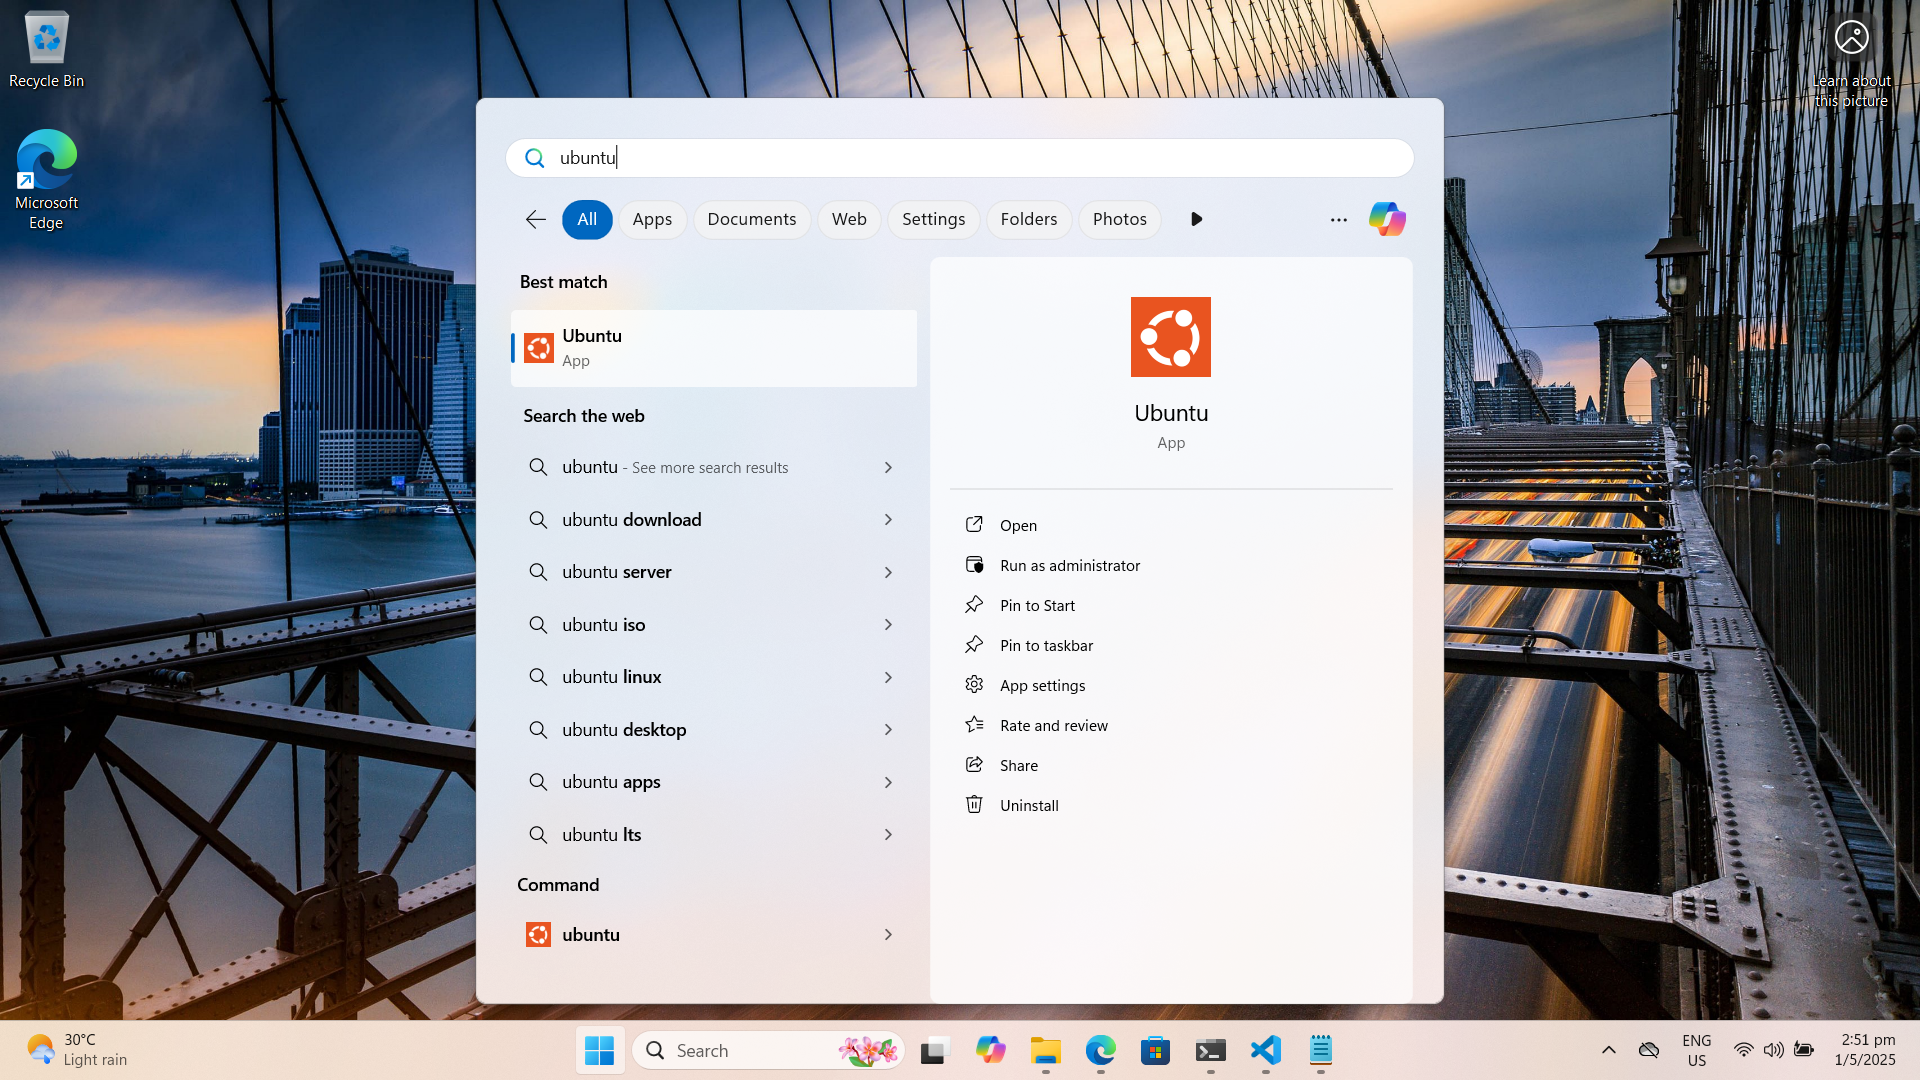 Recycle Bin
Microsoft
Edge
Learn about
this picture
ubuntu
All
Apps
Documents
Web
Settings
Folders
Photos
Best match
Ubuntu
App
Search the web
ubuntu - See more search results
ubuntu download
ubuntu server
ubuntu iso
ubuntu linux
ubuntu desktop
ubuntu apps
ubuntu lts
Command
ubuntu
Ubuntu
App
Open
Run as administrator
Pin to Start
Pin to taskbar
App settings
Rate and review
Share
Uninstall
30°C
Light rain
Search
ENG
US
2:51 pm
1/5/2025